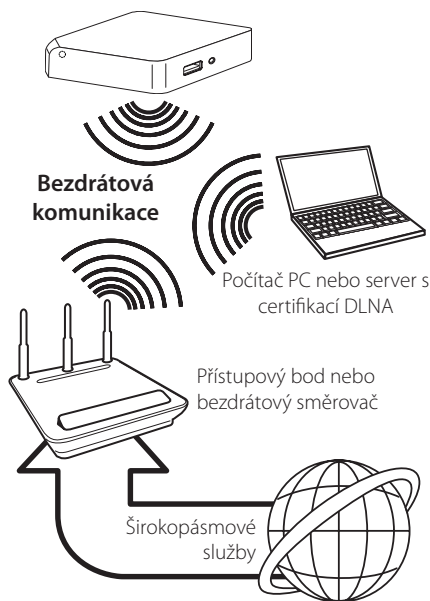 Bezdrátová
komunikace
Počítač PC nebo server s
certifikací DLNA
Přístupový bod nebo
bezdrátový směrovač
Širokopásmové
služby